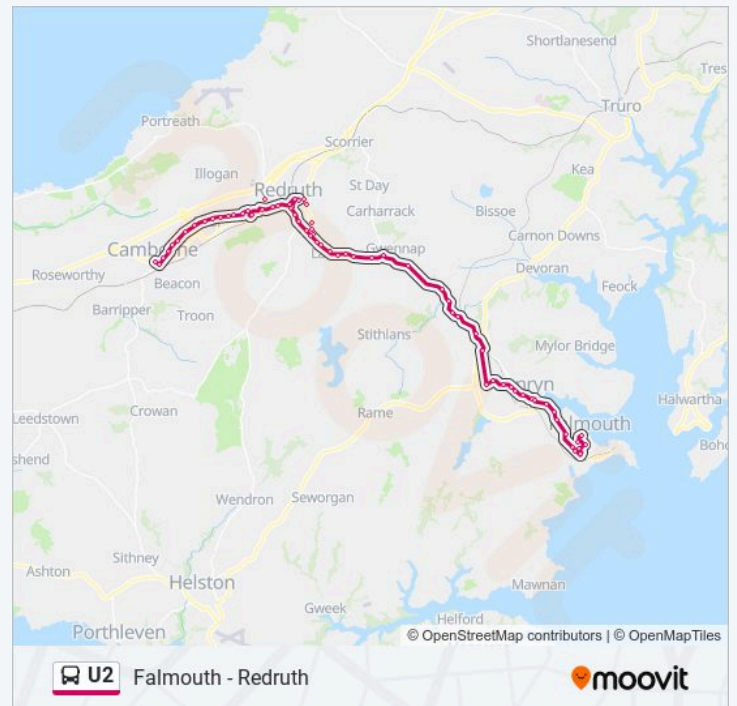 Shortlanesend
Tres
Truro
Portreath
Scorrier
Illogan
Redruth
St Day
Kea
Carharrack
Bissoe
Carnon Downs
Gwennap
Devoran
Roseworthy
Beacon
Feock
Barripper
Troon
Stithians
Mylor Bridge
Halwartha
Crowan
Rame
Leedstown
Boho
shend
Wendron
Seworgan
Sithney
Ashton
Helston
Mawnan
Gweek
Helford
Porthleven
© OpenStreetMap contributors | © OpenMapTiles
U2 Falmouth - Redruth
moovit